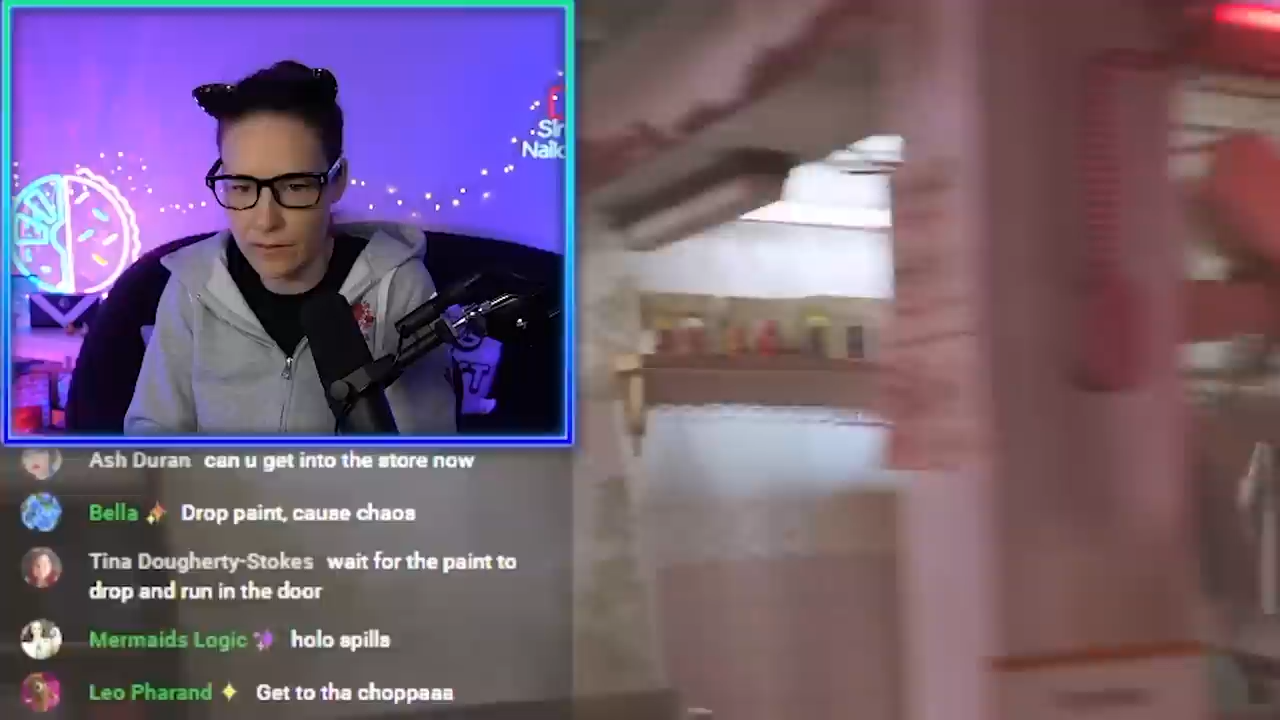 Ash Duran can u get into the store now
Bella Drop paint, cause chaos
Tina Dougherty-Stokes wait for the paint to
drop and run in the door
Mermaids Logic holo spills
Leo Pharand Get to tha choppaaa